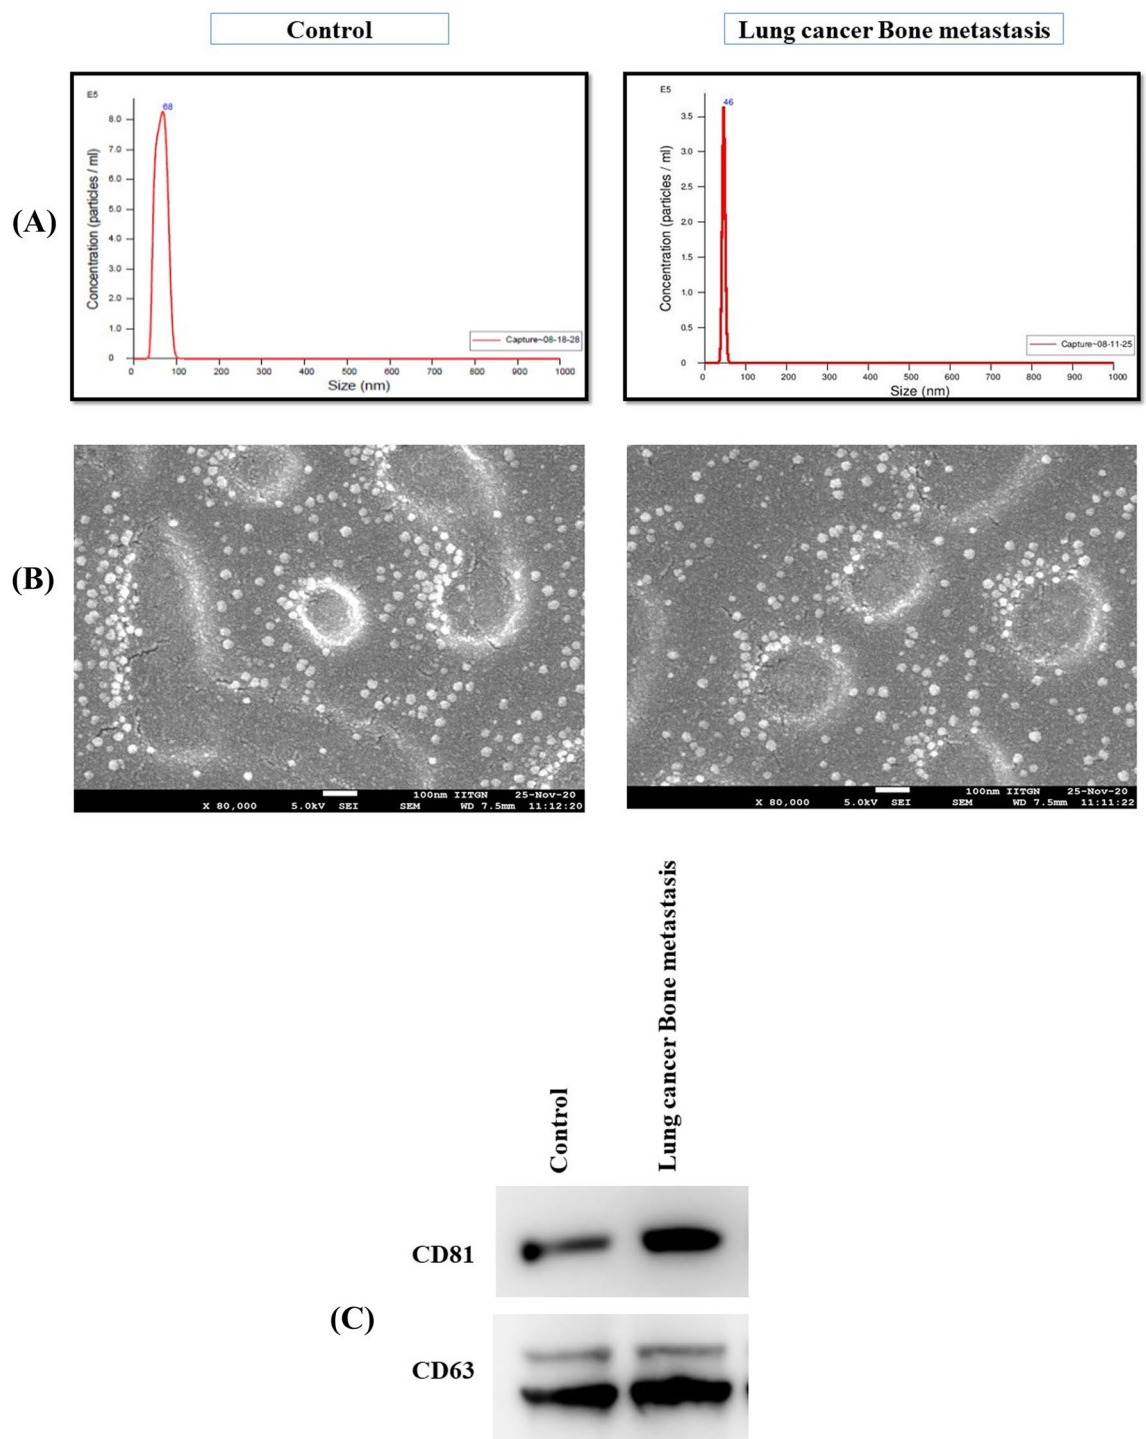 Control
Lung cancer Bone metastasis
(A)
E5
68
8.0
7.0
6.0
5.0
4.0
3.0
2.0
1.0
0
Concentration (particles / ml)
0 100 200 300 400 500 600 700 800 900 1000
Size (nm)
Capture~08-18-28
E5
46
3.5
3.0
2.5
2.0
1.5
1.0
0.5
0
Concentration (particles / ml)
0 100 200 300 400 500 600 700 800 900 1000
Size (nm)
Capture~08-11-25
(B)
100nm IITGN 25-Nov-20
X 80,000 5.0kV SEI SEM WD 7.5mm 11:12:20
100nm IITGN 25-Nov-20
X 80,000 5.0kV SEI SEM WD 7.5mm 11:11:22
Control
Lung cancer Bone metastasis
CD81
(C)
CD63